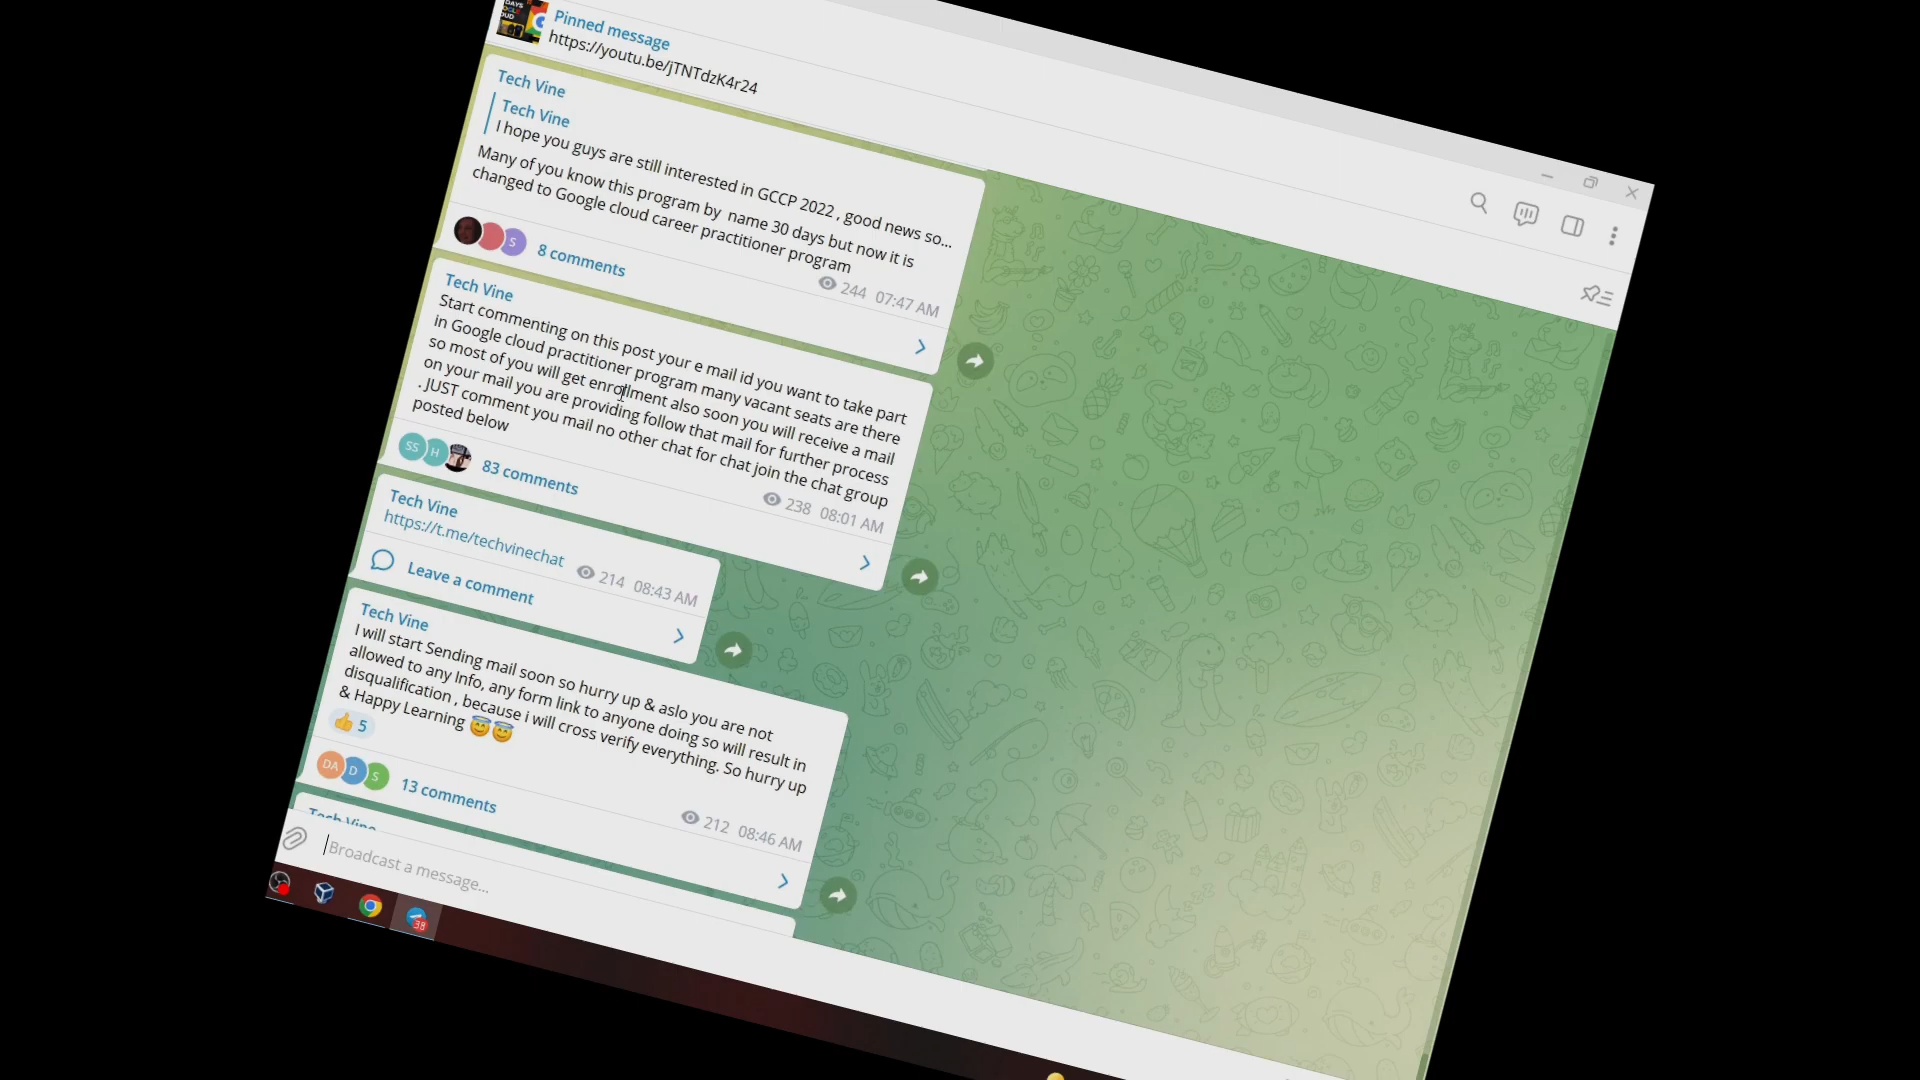 Pinned message
https://youtu.be/jTNTdzK4r24
Tech Vine
Tech Vine
I hope you guys are still interested in GCCP 2022 , good news so...
Many of you know this program by name 30 days but now it is
changed to Google cloud career practitioner program
244 07:47 AM
S
8 comments
Tech Vine
Start commenting on this post your e mail id you want to take part
in Google cloud practitioner program many vacant seats are there
so most of you will get enrollment also soon you will receive a mail
on your mail you are providing follow that mail for further process
. JUST comment you mail no other chat for chat join the chat group
posted below
238 08:01 AM
SS H
83 comments
Tech Vine
https://t.me/techvinechat
214 08:43 AM
Leave a comment
Tech Vine
I will start Sending mail soon so hurry up & aslo you are not
allowed to any Info, any form link to anyone doing so will result in
disqualification , because i will cross verify everything. So hurry up
& Happy Learning 😇😇
👍 5
212 08:46 AM
DA D S
13 comments
Tech Vine
Broadcast a message...
38